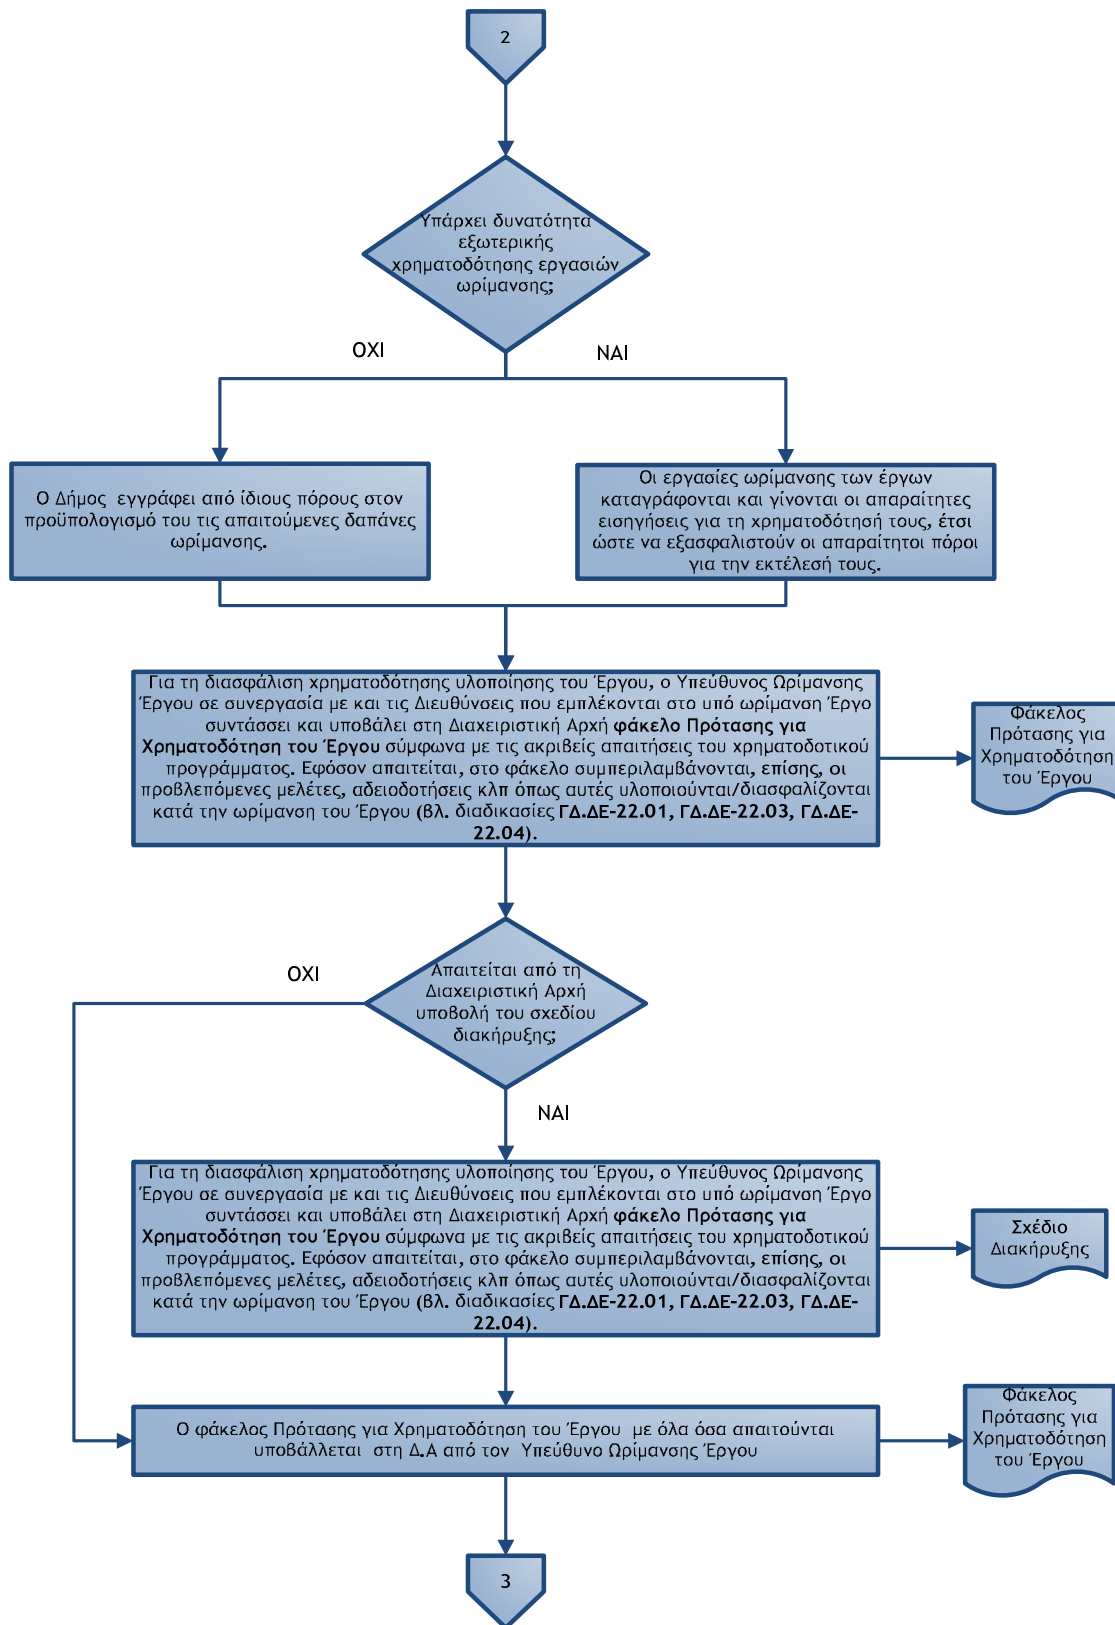 2
Υπάρχει δυνατότητα
εξωτερικής
χρηματοδότησης εργασιών
ωρίμανσης;
ΟΧΙ
ΝΑΙ
Ο Δήμος εγγράφει από ίδιους πόρους στον
προϋπολογισμό του τις απαιτούμενες δαπάνες
ωρίμανσης.
Οι εργασίες ωρίμανσης των έργων
καταγράφονται και γίνονται οι απαραίτητες
εισηγήσεις για τη χρηματοδότησή τους, έτσι
ώστε να εξασφαλιστούν οι απαραίτητοι πόροι
για την εκτέλεσή τους.
Για τη διασφάλιση χρηματοδότησης υλοποίησης του Έργου, ο Υπεύθυνος Ωρίμανσης
Έργου σε συνεργασία με και τις Διευθύνσεις που εμπλέκονται στο υπό ωρίμανση Έργο
συντάσσει και υποβάλει στη Διαχειριστική Αρχή φάκελο Πρότασης για
Χρηματοδότηση του Έργου σύμφωνα με τις ακριβείς απαιτήσεις του χρηματοδοτικού
προγράμματος. Εφόσον απαιτείται, στο φάκελο συμπεριλαμβάνονται, επίσης, οι
προβλεπόμενες μελέτες, αδειοδοτήσεις κλπ όπως αυτές υλοποιούνται/διασφαλίζονται
κατά την ωρίμανση του Έργου (βλ. διαδικασίες ΓΔ.ΔΕ-22.01, ΓΔ.ΔΕ-22.03, ΓΔ.ΔΕ-
22.04).
Φάκελος
Πρότασης για
Χρηματοδότηση
του Έργου
Απαιτείται από τη
Διαχειριστική Αρχή
υποβολή του σχεδίου
διακήρυξης;
ΟΧΙ
ΝΑΙ
Για τη διασφάλιση χρηματοδότησης υλοποίησης του Έργου, ο Υπεύθυνος Ωρίμανσης
Έργου σε συνεργασία με και τις Διευθύνσεις που εμπλέκονται στο υπό ωρίμανση Έργο
συντάσσει και υποβάλει στη Διαχειριστική Αρχή φάκελο Πρότασης για
Χρηματοδότηση του Έργου σύμφωνα με τις ακριβείς απαιτήσεις του χρηματοδοτικού
προγράμματος. Εφόσον απαιτείται, στο φάκελο συμπεριλαμβάνονται, επίσης, οι
προβλεπόμενες μελέτες, αδειοδοτήσεις κλπ όπως αυτές υλοποιούνται/διασφαλίζονται
κατά την ωρίμανση του Έργου (βλ. διαδικασίες ΓΔ.ΔΕ-22.01, ΓΔ.ΔΕ-22.03, ΓΔ.ΔΕ-
22.04).
Σχέδιο
Διακήρυξης
Ο φάκελος Πρότασης για Χρηματοδότηση του Έργου με όλα όσα απαιτούνται
υποβάλλεται στη Δ.Α από τον Υπεύθυνο Ωρίμανσης Έργου
Φάκελος
Πρότασης για
Χρηματοδότηση
του Έργου
3